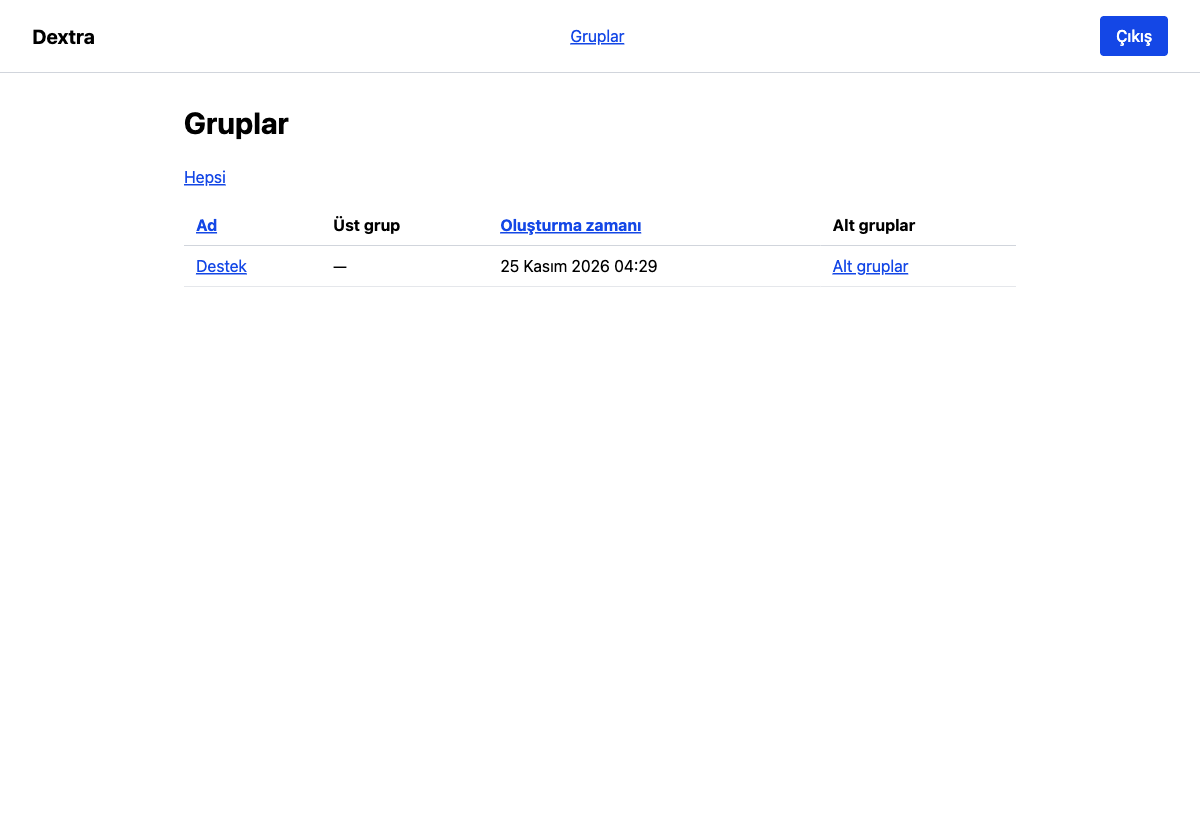 Dextra Gruplar Çıkış
Gruplar
Hepsi
Ad Üst grup Oluşturma zamanı Alt gruplar
Destek — 25 Kasım 2026 04:29 Alt gruplar